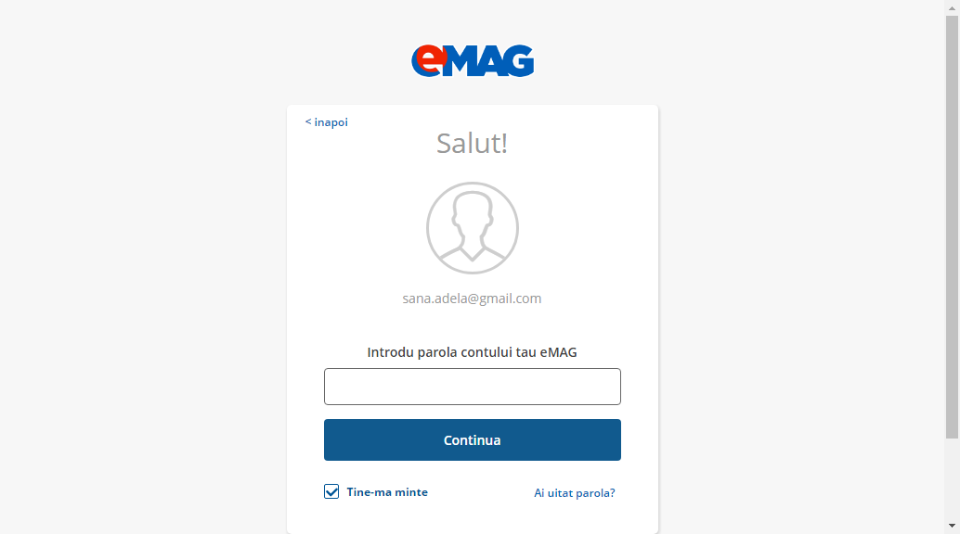 eMAG
< inapoi
Salut!
sana.adela@gmail.com
Introdu parola contului tau eMAG
Continua
Tine-ma minte
Ai uitat parola?